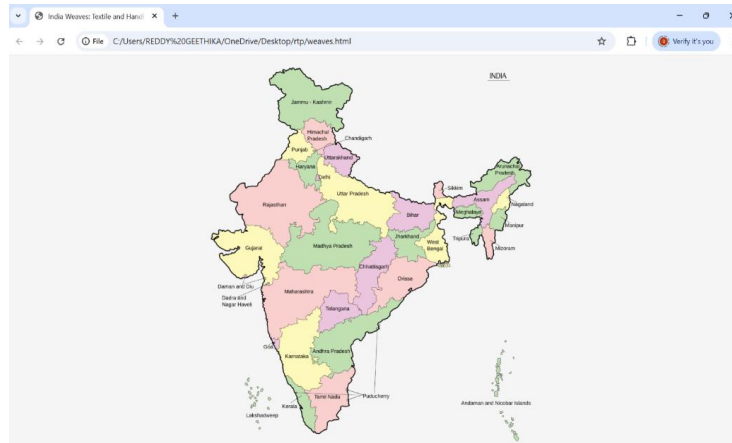 India Weaves: Textile and Hand
File
C:/Users/REDDY%20GEETHIKA/OneDrive/Desktop/rtp/weaves.html
Verify it's you
INDIA
Jammu - Kashmir
Himachal
Pradesh
Chandigarh
Punjab
Uttarakhand
Haryana
Delhi
Arunachal
Pradesh
Sikkim
Uttar Pradesh
Assam
Nagaland
Rajasthan
Bihar
Meghalaya
Manipur
Jharkhand
Tripura
West
Bengal
Mizoram
Gujarat
Madhya Pradesh
Chhattisgarh
Orissa
Daman and Diu
Dadra and
Nagar Haveli
Maharashtra
Telangana
Goa
Andhra Pradesh
Karnataka
Tamil Nadu
Puducherry
Kerala
Lakshadweep
Andaman and Nicobar Islands